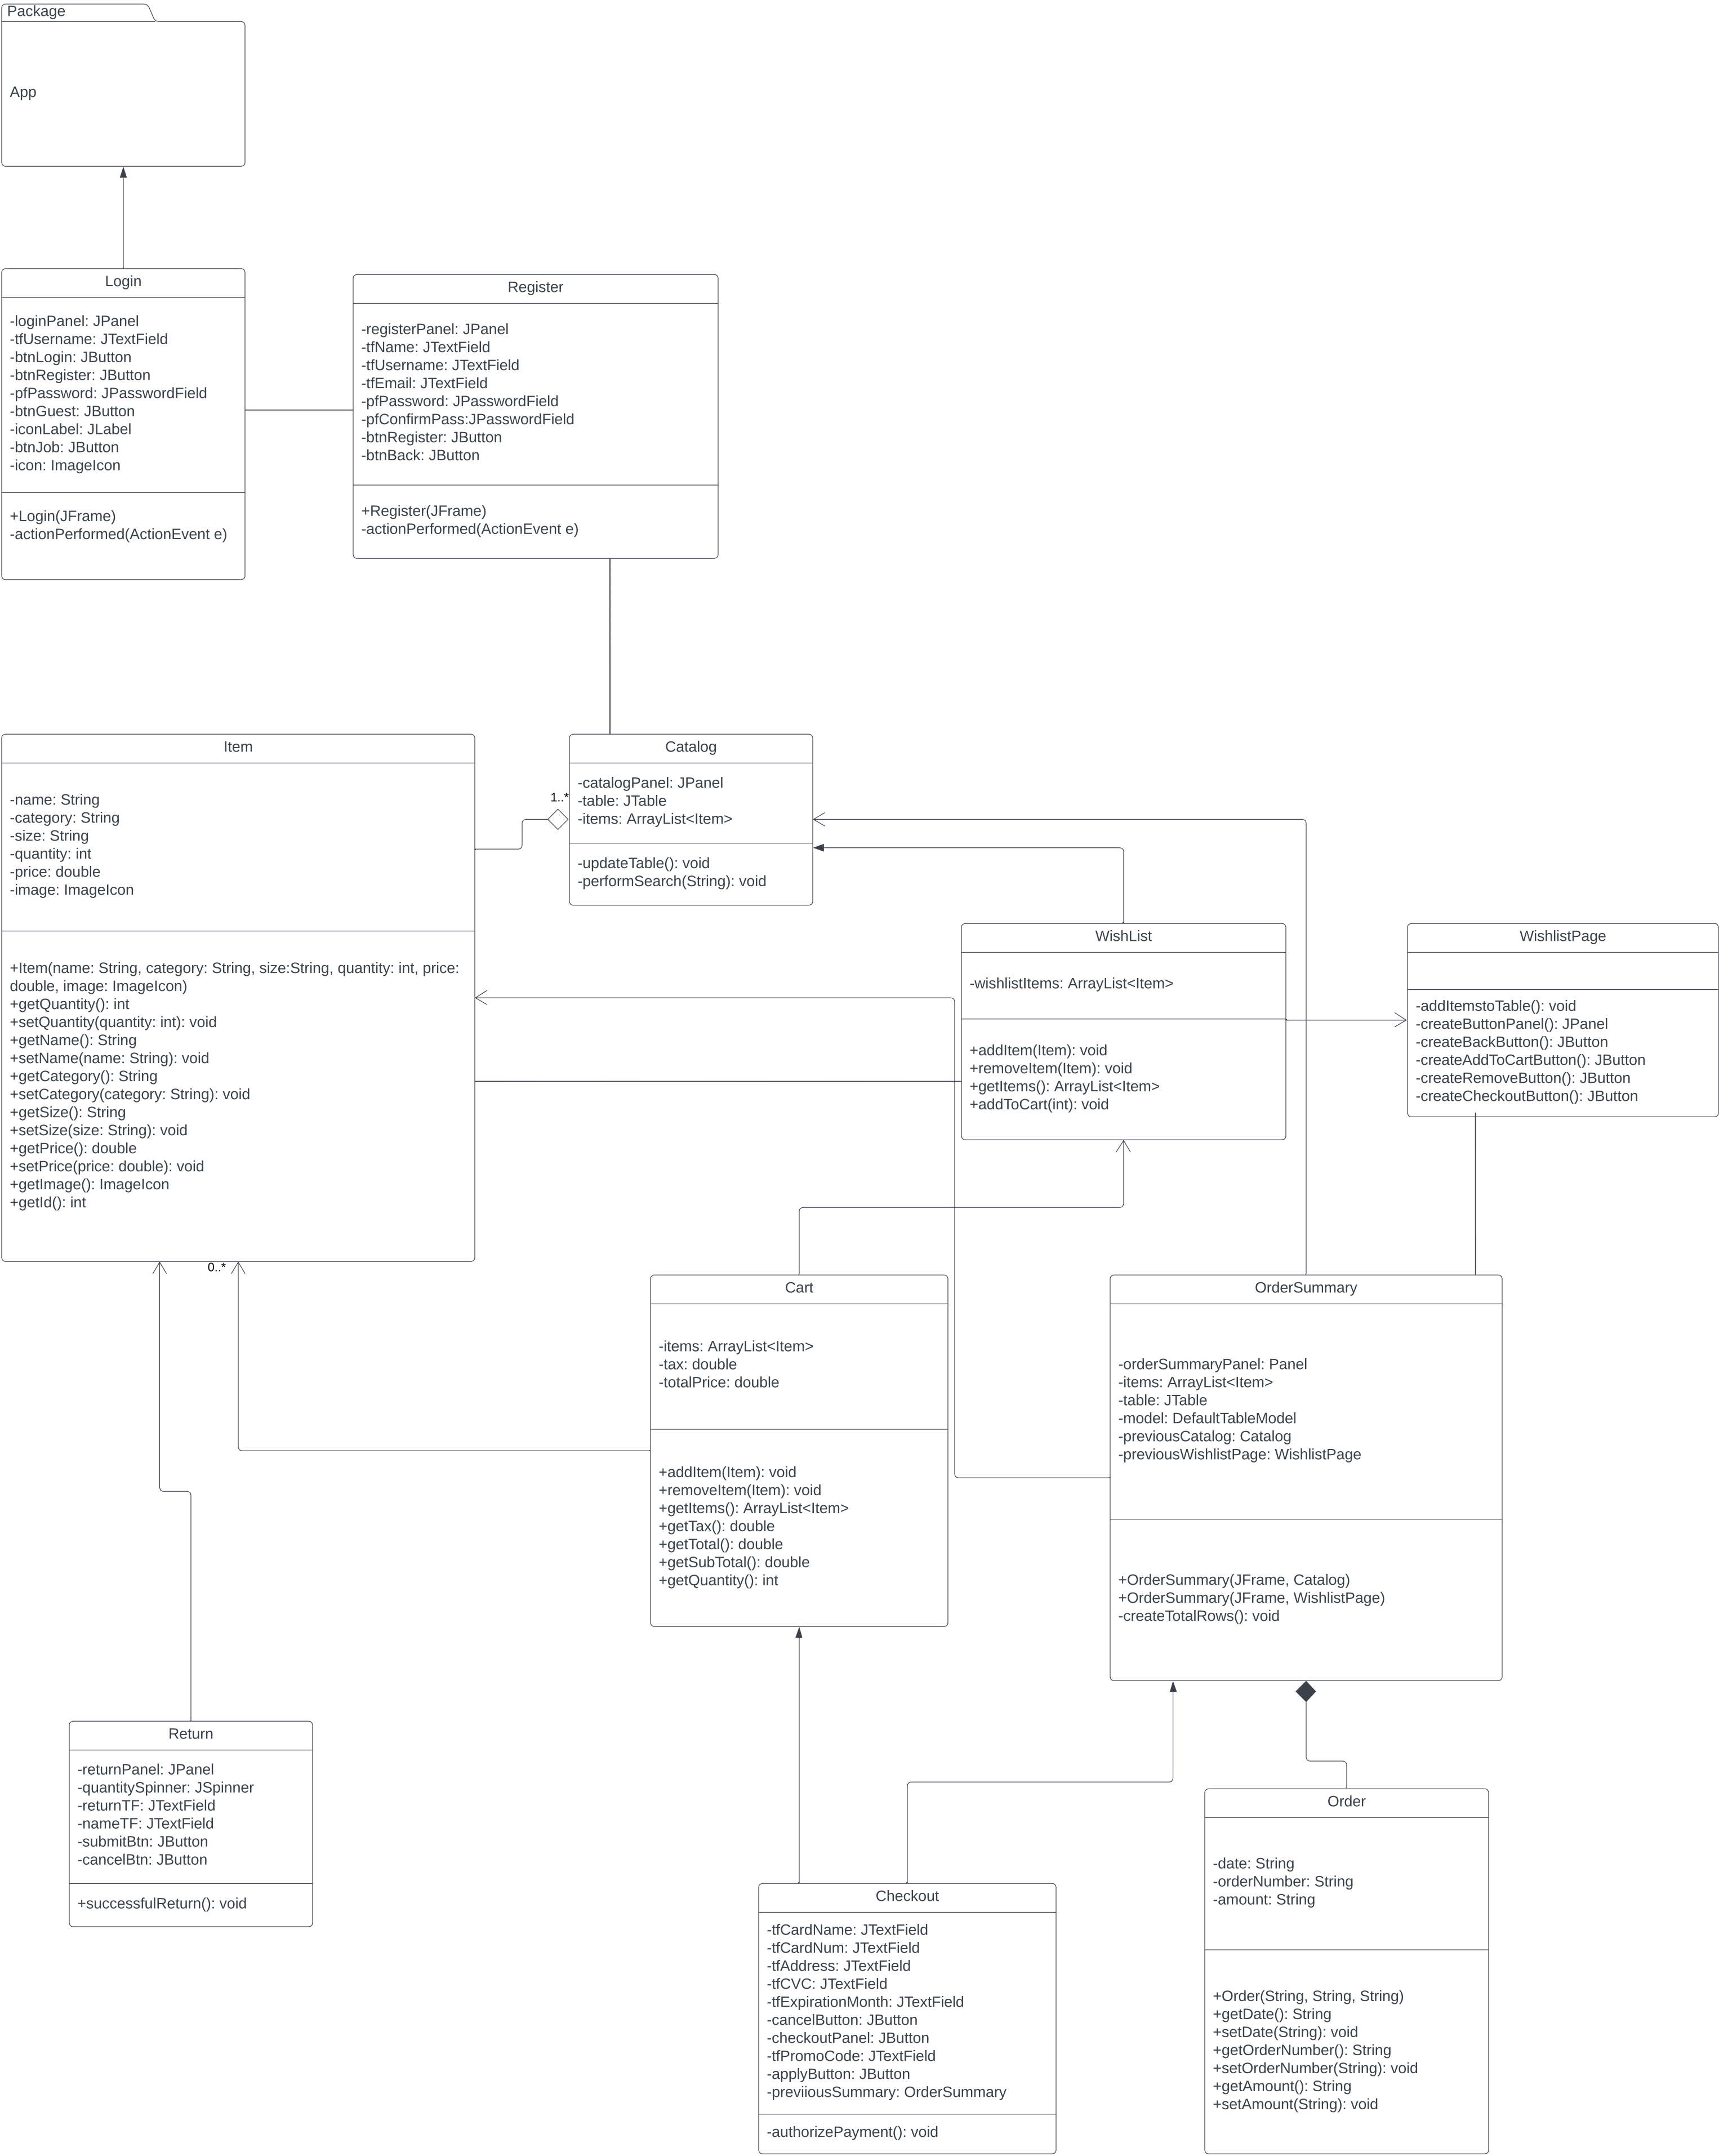 Package
App
Login
-loginPanel: JPanel
-tfUsername: JTextField
-btnLogin: JButton
-btnRegister: JButton
-pfPassword: JPasswordField
-btnGuest: JButton
-iconLabel: JLabel
-btnJob: JButton
-icon: ImageIcon
+Login(JFrame)
-actionPerformed(ActionEvent e)
Register
-registerPanel: JPanel
-tfName: JTextField
-tfUsername: JTextField
-tfEmail: JTextField
-pfPassword: JPasswordField
-pfConfirmPass:JPasswordField
-btnRegister: JButton
-btnBack: JButton
+Register(JFrame)
-actionPerformed(ActionEvent e)
Item
-name: String
-category: String
-size: String
-quantity: int
-price: double
-image: ImageIcon
+Item(name: String, category: String, size:String, quantity: int, price:
double, image: ImageIcon)
+getQuantity(): int
+setQuantity(quantity: int): void
+getName(): String
+setName(name: String): void
+getCategory(): String
+setCategory(category: String): void
+getSize(): String
+setSize(size: String): void
+getPrice(): double
+setPrice(price: double): void
+getImage(): ImageIcon
+getId(): int
1..*
Catalog
-catalogPanel: JPanel
-table: JTable
-items: ArrayList<Item>
-updateTable(): void
-performSearch(String): void
WishList
-wishlistItems: ArrayList<Item>
+addItem(Item): void
+removeItem(Item): void
+getItems(): ArrayList<Item>
+addToCart(int): void
WishlistPage
-addItemstoTable(): void
-createButtonPanel(): JPanel
-createBackButton(): JButton
-createAddToCartButton(): JButton
-createRemoveButton(): JButton
-createCheckoutButton(): JButton
0..*
Cart
-items: ArrayList<Item>
-tax: double
-totalPrice: double
+addItem(Item): void
+removeItem(Item): void
+getItems(): ArrayList<Item>
+getTax(): double
+getTotal(): double
+getSubTotal(): double
+getQuantity(): int
OrderSummary
-orderSummaryPanel: Panel
-items: ArrayList<Item>
-table: JTable
-model: DefaultTableModel
-previousCatalog: Catalog
-previousWishlistPage: WishlistPage
+OrderSummary(JFrame, Catalog)
+OrderSummary(JFrame, WishlistPage)
-createTotalRows(): void
Return
-returnPanel: JPanel
-quantitySpinner: JSpinner
-returnTF: JTextField
-nameTF: JTextField
-submitBtn: JButton
-cancelBtn: JButton
+successfulReturn(): void
Checkout
-tfCardName: JTextField
-tfCardNum: JTextField
-tfAddress: JTextField
-tfCVC: JTextField
-tfExpirationMonth: JTextField
-cancelButton: JButton
-checkoutPanel: JButton
-tfPromoCode: JTextField
-applyButton: JButton
-previiousSummary: OrderSummary
-authorizePayment(): void
Order
-date: String
-orderNumber: String
-amount: String
+Order(String, String, String)
+getDate(): String
+setDate(String): void
+getOrderNumber(): String
+setOrderNumber(String): void
+getAmount(): String
+setAmount(String): void